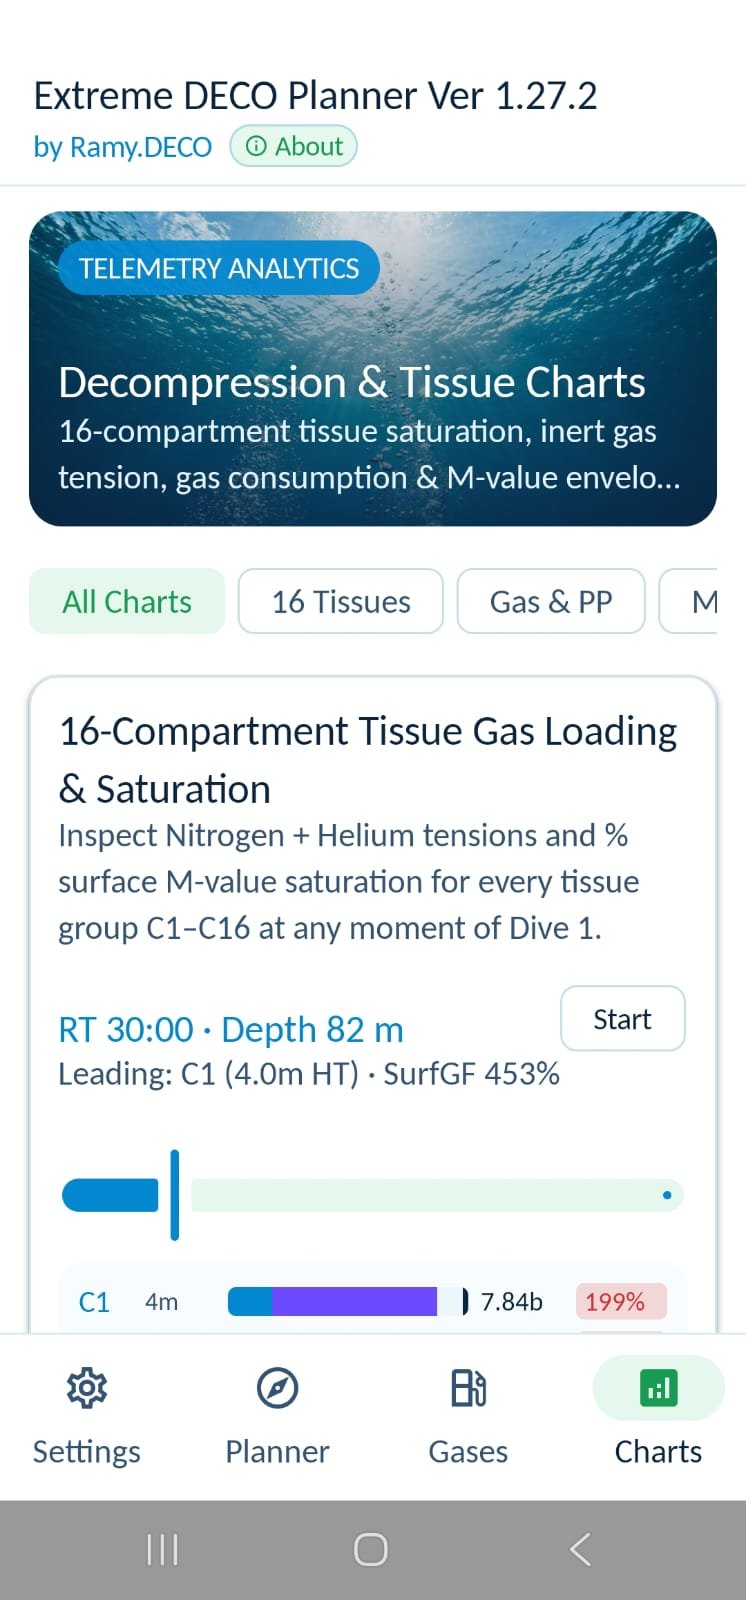 Extreme DECO Planner Ver 1.27.2
by Ramy.DECO
About
TELEMETRY ANALYTICS
Decompression & Tissue Charts
16-compartment tissue saturation, inert gas
tension, gas consumption & M-value envelo...
All Charts
16 Tissues
Gas & PP
M
16-Compartment Tissue Gas Loading
& Saturation
Inspect Nitrogen + Helium tensions and %
surface M-value saturation for every tissue
group C1–C16 at any moment of Dive 1.
RT 30:00 · Depth 82 m
Start
Leading: C1 (4.0m HT) · SurfGF 453%
C1 4m 7.84b 199%
Settings
Planner
Gases
Charts